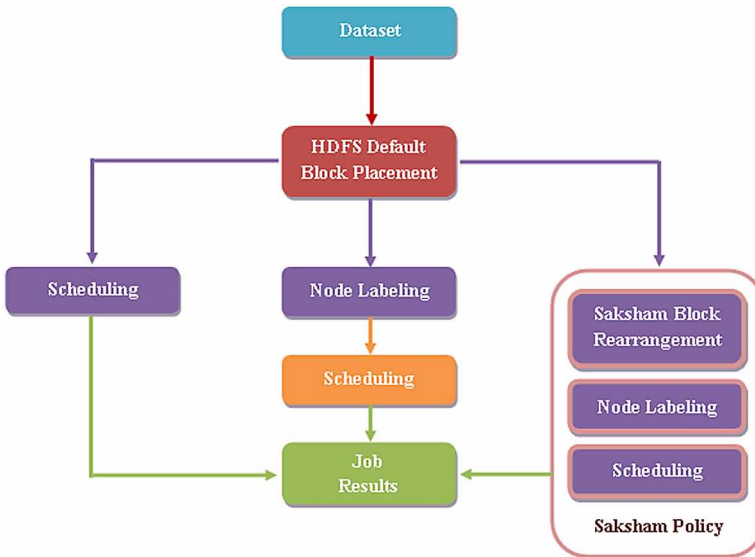 Dataset
HDFS Default
Block Placement
Scheduling
Node Labeling
Scheduling
Job
Results
Saksham Block
Rearrangement
Node Labeling
Scheduling
Saksham Policy